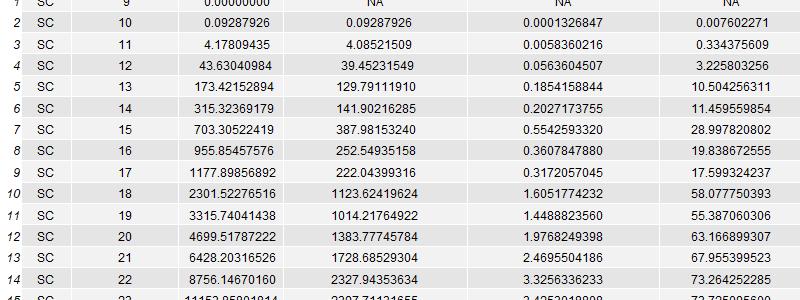 1 SC 9 0.00000000 NA NA NA
2 SC 10 0.09287926 0.09287926 0.0001326847 0.007602271
3 SC 11 4.17809435 4.08521509 0.0058360216 0.334375609
4 SC 12 43.63040984 39.45231549 0.0563604507 3.225803256
5 SC 13 173.42152894 129.79111910 0.1854158844 10.504256311
6 SC 14 315.32369179 141.90216285 0.2027173755 11.459559854
7 SC 15 703.30522419 387.98153240 0.5542593320 28.997820802
8 SC 16 955.85457576 252.54935158 0.3607847880 19.838672555
9 SC 17 1177.89856892 222.04399316 0.3172057045 17.599324237
10 SC 18 2301.52276516 1123.62419624 1.6051774232 58.077750393
11 SC 19 3315.74041438 1014.21764922 1.4488823560 55.387060306
12 SC 20 4699.51787222 1383.77745784 1.9768249398 63.166899307
13 SC 21 6428.20316526 1728.68529304 2.4695504186 67.955399523
14 SC 22 8756.14670160 2327.94353634 3.3256336233 73.264252285
15 SC 23